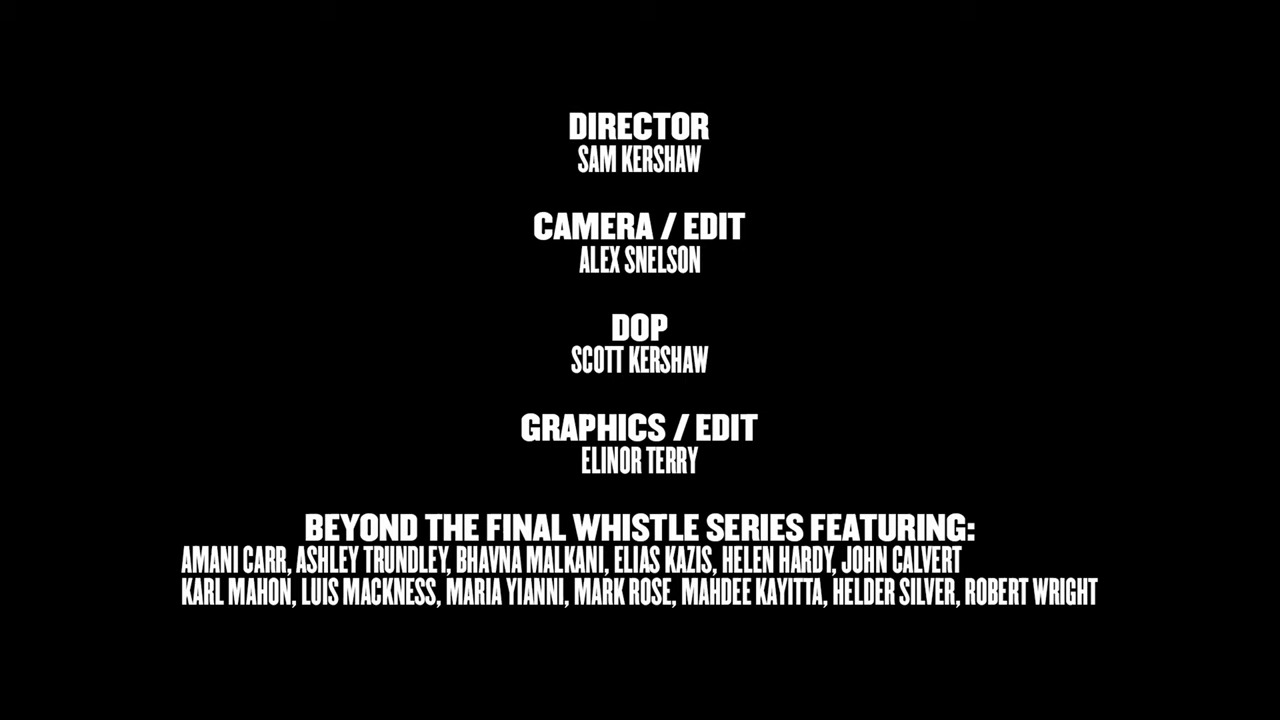 DIRECTOR
SAM KERSHAW
CAMERA / EDIT
ALEX SNELSON
DOP
SCOTT KERSHAW
GRAPHICS / EDIT
ELINOR TERRY
BEYOND THE FINAL WHISTLE SERIES FEATURING:
AMANI CARR, ASHLEY TRUNDLEY, BHAVNA MALKANI, ELIAS KAZIS, HELEN HARDY, JOHN CALVERT
KARL MAHON, LUIS MACKNESS, MARIA YIANNI, MARK ROSE, MAHDEE KAYITTA, HELDER SILVER, ROBERT WRIGHT